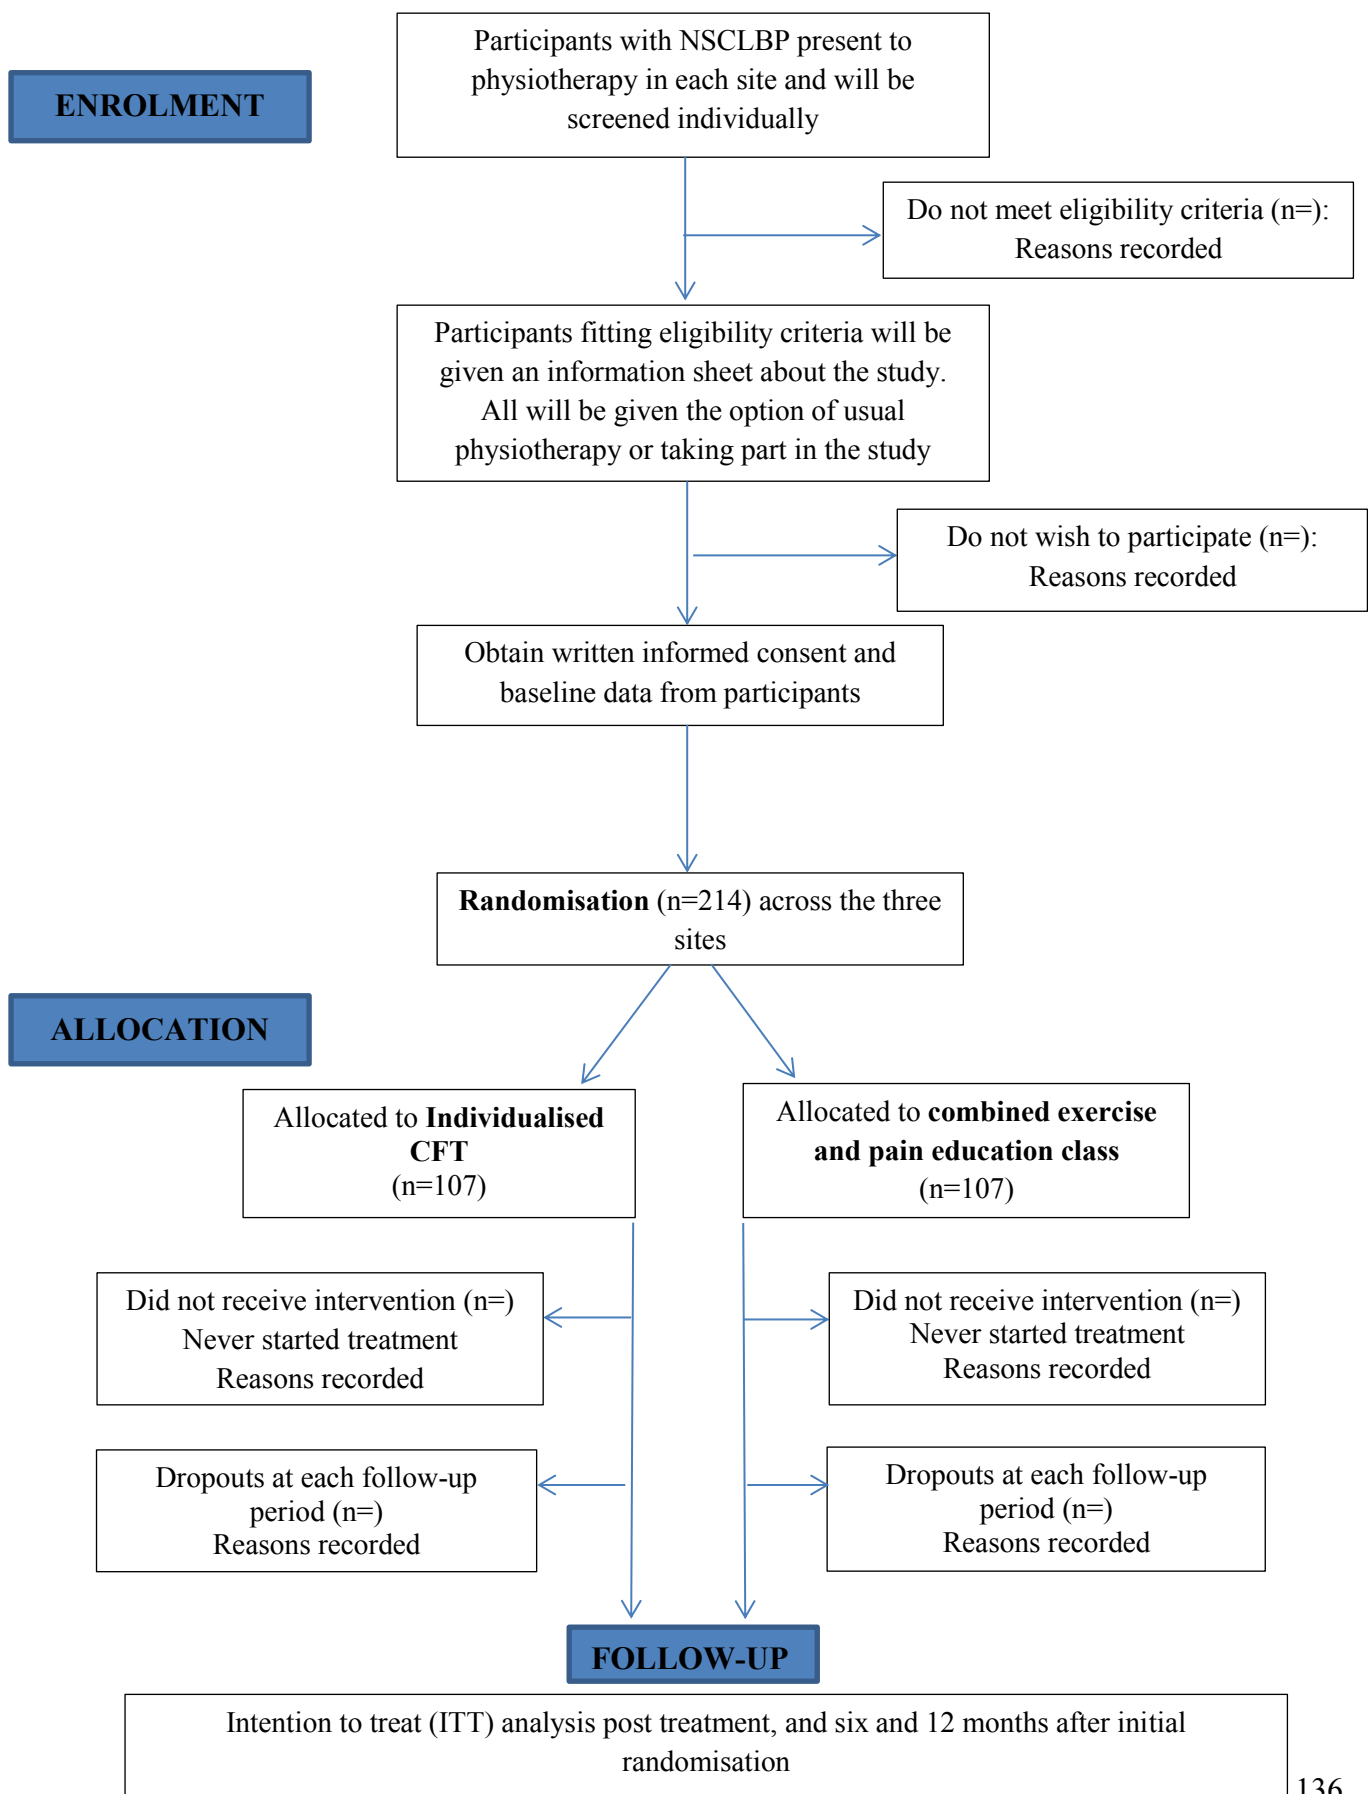 Participants with NSCLBP present to
physiotherapy in each site and will be
screened individually
ENROLMENT
Do not meet eligibility criteria (n=):
Reasons recorded
Participants fitting eligibility criteria will be
given an information sheet about the study.
All will be given the option of usual
physiotherapy or taking part in the study
Do not wish to participate (n=):
Reasons recorded
Obtain written informed consent and
baseline data from participants
Randomisation (n=214) across the three
sites
ALLOCATION
Allocated to Individualised
CFT
(n=107)
Allocated to combined exercise
and pain education class
(n=107)
Did not receive intervention (n=)
Never started treatment
Reasons recorded
Did not receive intervention (n=)
Never started treatment
Reasons recorded
Dropouts at each follow-up
period (n=)
Reasons recorded
Dropouts at each follow-up
period (n=)
Reasons recorded
FOLLOW-UP
Intention to treat (ITT) analysis post treatment, and six and 12 months after initial
randomisation
136